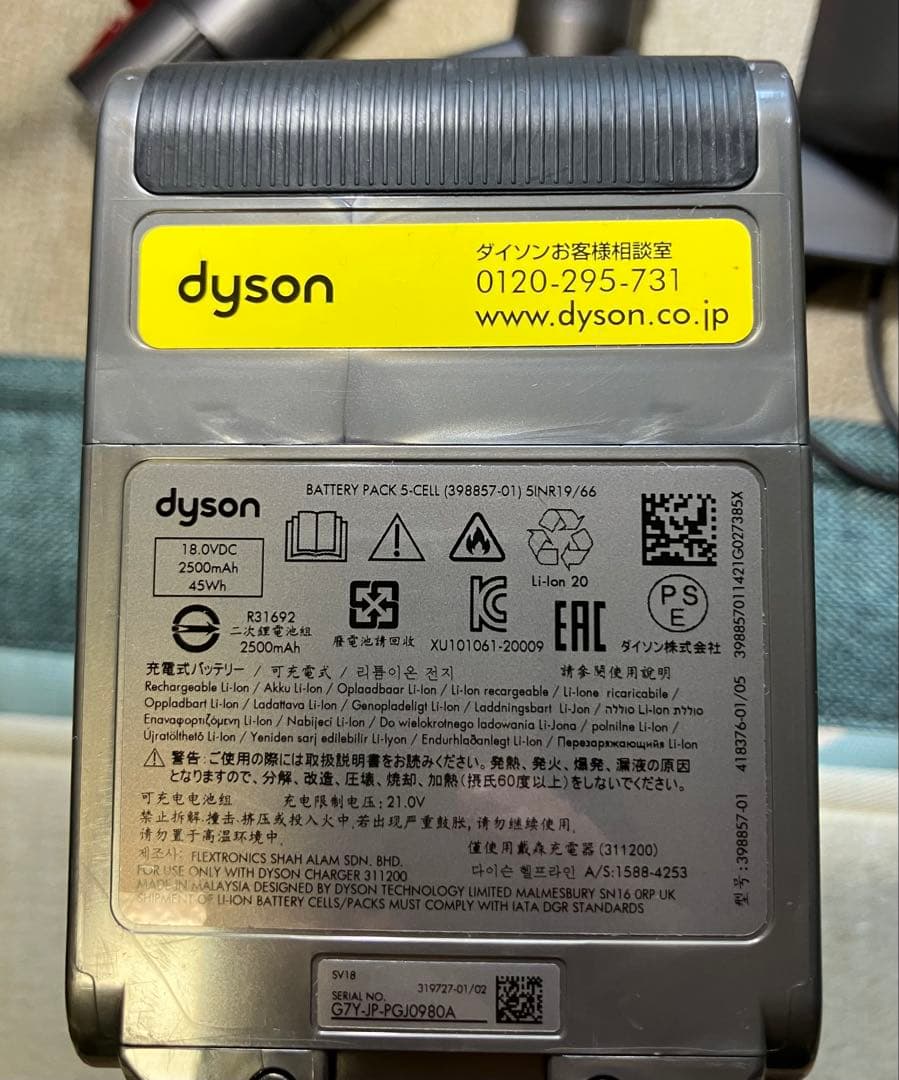 dyson
ダイソンお客様相談室
0120-295-731
www.dyson.co.jp
dyson
BATTERY PACK 5-CELL (398857-01) 5INR19/66
18.0VDC
2500mAh
45Wh
Li-Ion 20
R31692
二次鋰電池組
2500mAh
廢電池請回收
XU101061-20009
EAC
PS
E
ダイソン株式会社
充電式バッテリー / 可充電式 / 리튬이온 전지
請參閱使用說明
Rechargeable Li-Ion / Akku Li-Ion / Oplaadbaar Li-Ion / Li-Ion recargeable / Li-Ione ricaricabile /
Oppladbart Li-Ion / Ladattava Li-Ion / Genopladeligt Li-Ion / Laddningsbart Li-Jon / סוללה Li-Ion סוללה נטענת
Επαναφορτιζόμενη Li-Ion / Nabíjecí Li-Ion / Do wielokrotnego ladowania Li-Jona / polnilne Li-Ion /
Újratölthető Li-Ion / Yeniden sarj edilebilir Li-Iyon / Endurhlaðanlegt Li-Ion / Перезаряжающийся Li-Ion
警告:ご使用の際には取扱説明書をお読みください。発熱、発火、爆発、漏液の原因
となりますので、分解、改造、圧壊、焼却、加熱(摂氏60度以上)をしないでください。
可充电电池组 充电限制电压: 21.0V
禁止拆解, 撞击, 挤压或投入火中, 若出现严重鼓胀, 请勿继续使用,
请勿置于高温环境中,
제조사: FLEXTRONICS SHAH ALAM SDN. BHD.
僅使用戴森充電器 (311200)
FOR USE ONLY WITH DYSON CHARGER 311200
다이슨 헬프라인 A/S:1588-4253
MADE IN MALAYSIA DESIGNED BY DYSON TECHNOLOGY LIMITED MALMESBURY SN16 0RP UK
SHIPMENT OF LI-ION BATTERY CELLS/PACKS MUST COMPLY WITH IATA DGR STANDARDS
型号: 398857-01
418376-01/05
398857011421G027385X
SV18
319727-01/02
SERIAL NO.
G7Y-JP-PGJ0980A